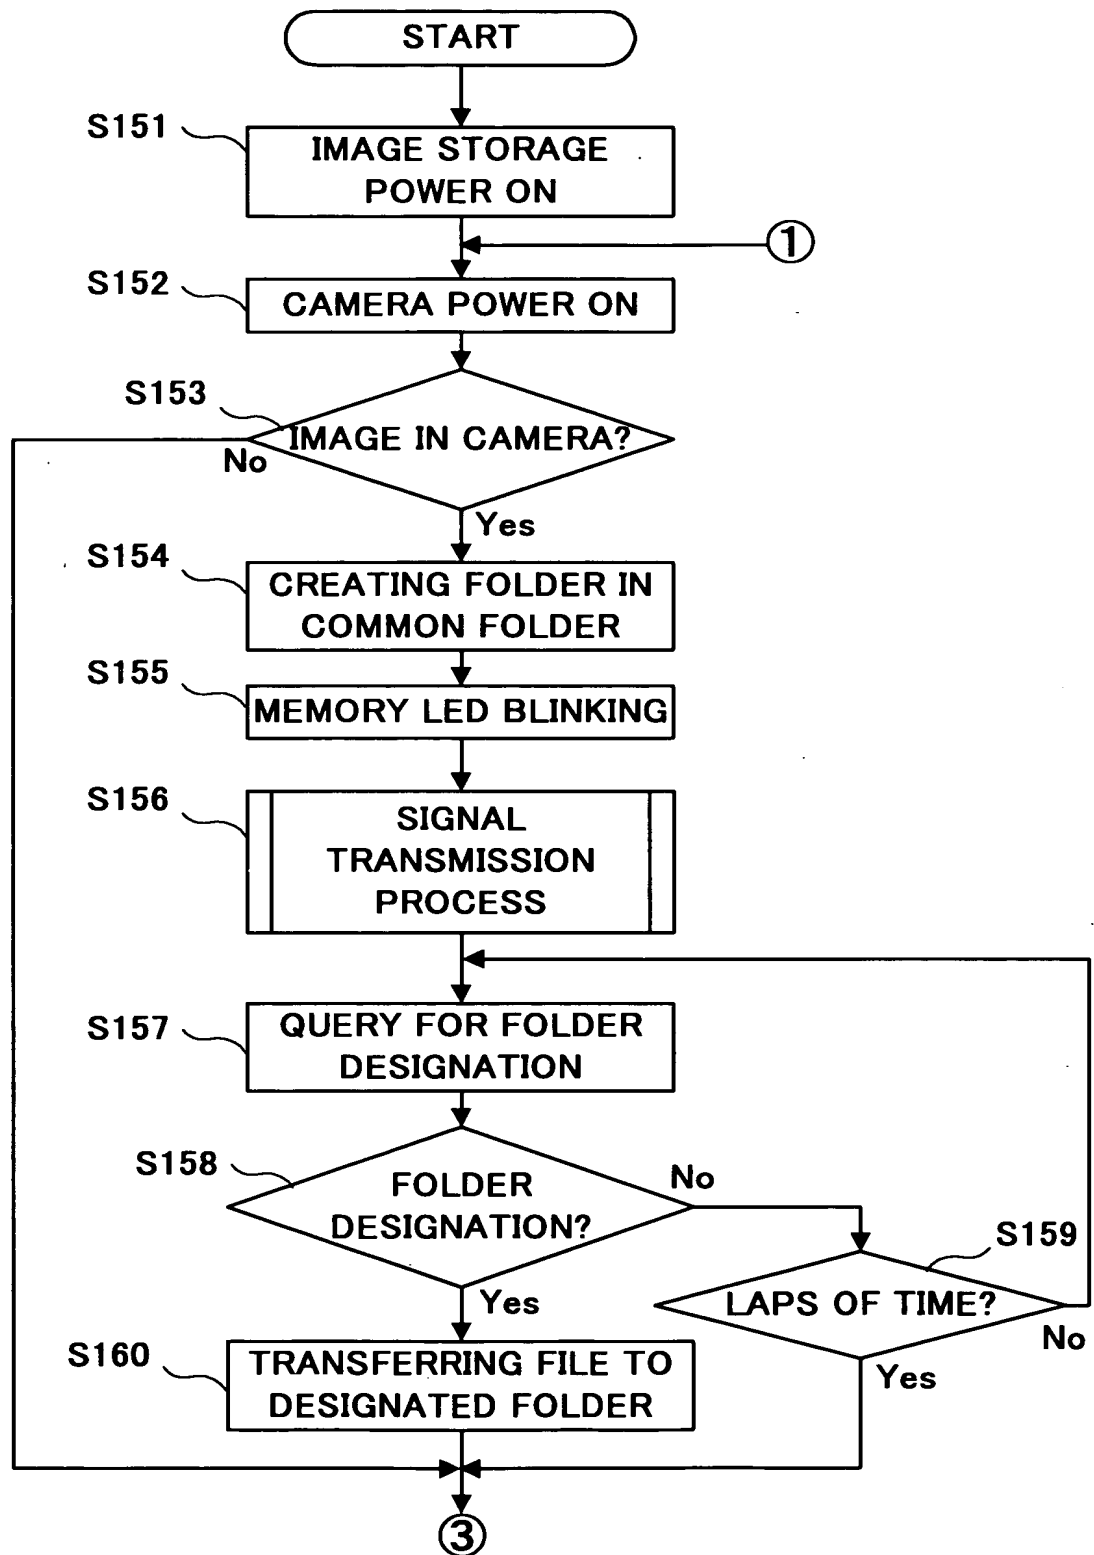 START
S151
IMAGE STORAGE
POWER ON
①
S152
CAMERA POWER ON
S153
IMAGE IN CAMERA?
No
Yes
S154
CREATING FOLDER IN
COMMON FOLDER
S155
MEMORY LED BLINKING
S156
SIGNAL
TRANSMISSION
PROCESS
S157
QUERY FOR FOLDER
DESIGNATION
S158
FOLDER
DESIGNATION?
No
Yes
S159
LAPS OF TIME?
No
Yes
S160
TRANSFERRING FILE TO
DESIGNATED FOLDER
③